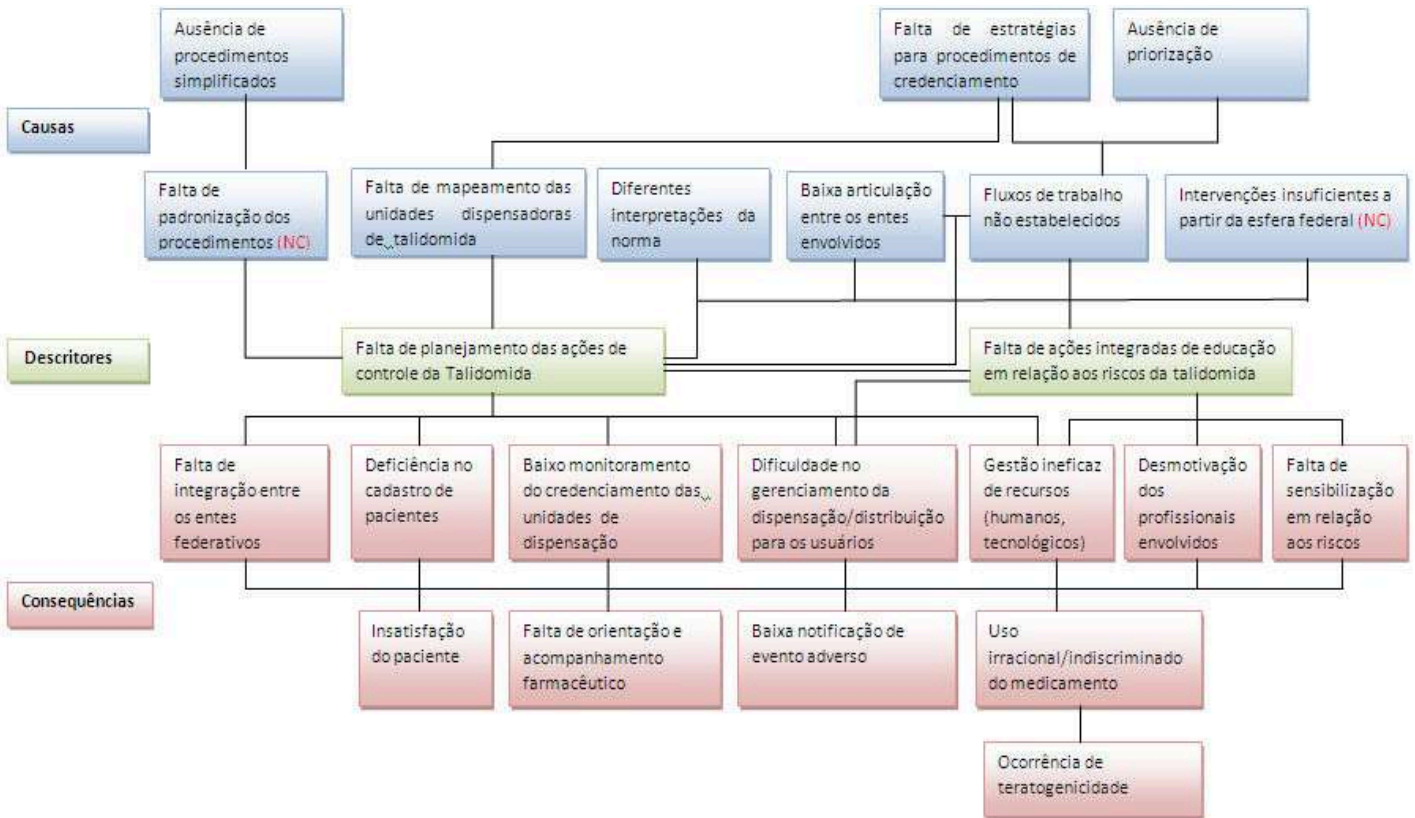 Ausência de
procedimentos
simplificados
Falta de estratégias
para procedimentos de
credenciamento
Ausência de
priorização
Causas
Falta de
padronização dos
procedimentos (NC)
Falta de mapeamento das
unidades dispensadoras
de talidomida
Diferentes
interpretações da
norma
Baixa articulação
entre os entes
envolvidos
Fluxos de trabalho
não estabelecidos
Intervenções insuficientes a
partir da esfera federal (NC)
Descritores
Falta de planejamento das ações de
controle da Talidomida
Falta de ações integradas de educação
em relação aos riscos da talidomida
Falta de
integração entre
os entes
federativos
Deficiência no
cadastro de
pacientes
Baixo monitoramento
do credenciamento das
unidades de
dispensação
Dificuldade no
gerenciamento da
dispensação/distribuição
para os usuários
Gestão ineficaz
de recursos
(humanos,
tecnológicos)
Desmotivação
dos
profissionais
envolvidos
Falta de
sensibilização
em relação
aos riscos
Consequências
Insatisfação
do paciente
Falta de orientação e
acompanhamento
farmacêutico
Baixa notificação de
evento adverso
Uso
irracional/indiscriminado
do medicamento
Ocorrência de
teratogenicidade